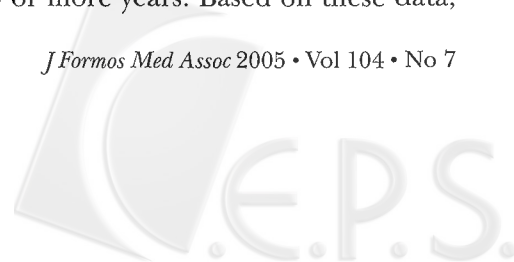 or more years. Based on these data,
J Formos Med Assoc 2005 • Vol 104 • No 7
C.E.P.S.